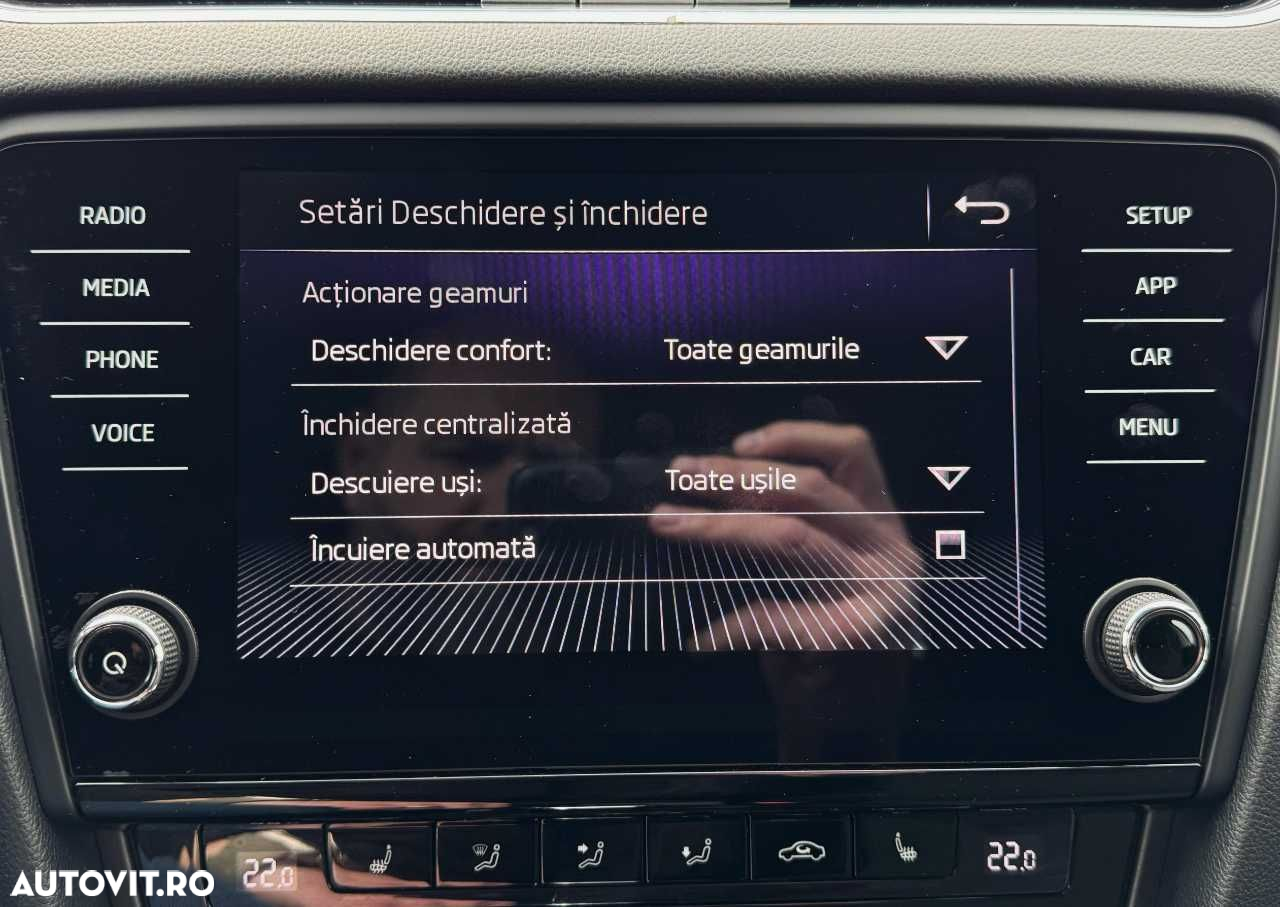 Setări Deschidere și închidere
RADIO
MEDIA
PHONE
VOICE
Acționare geamuri
Deschidere confort: Toate geamurile
Închidere centralizată
Descuiere uși: Toate ușile
Încuiere automată
SETUP
APP
CAR
MENU
22.0
22.0
AUTOVIT.RO